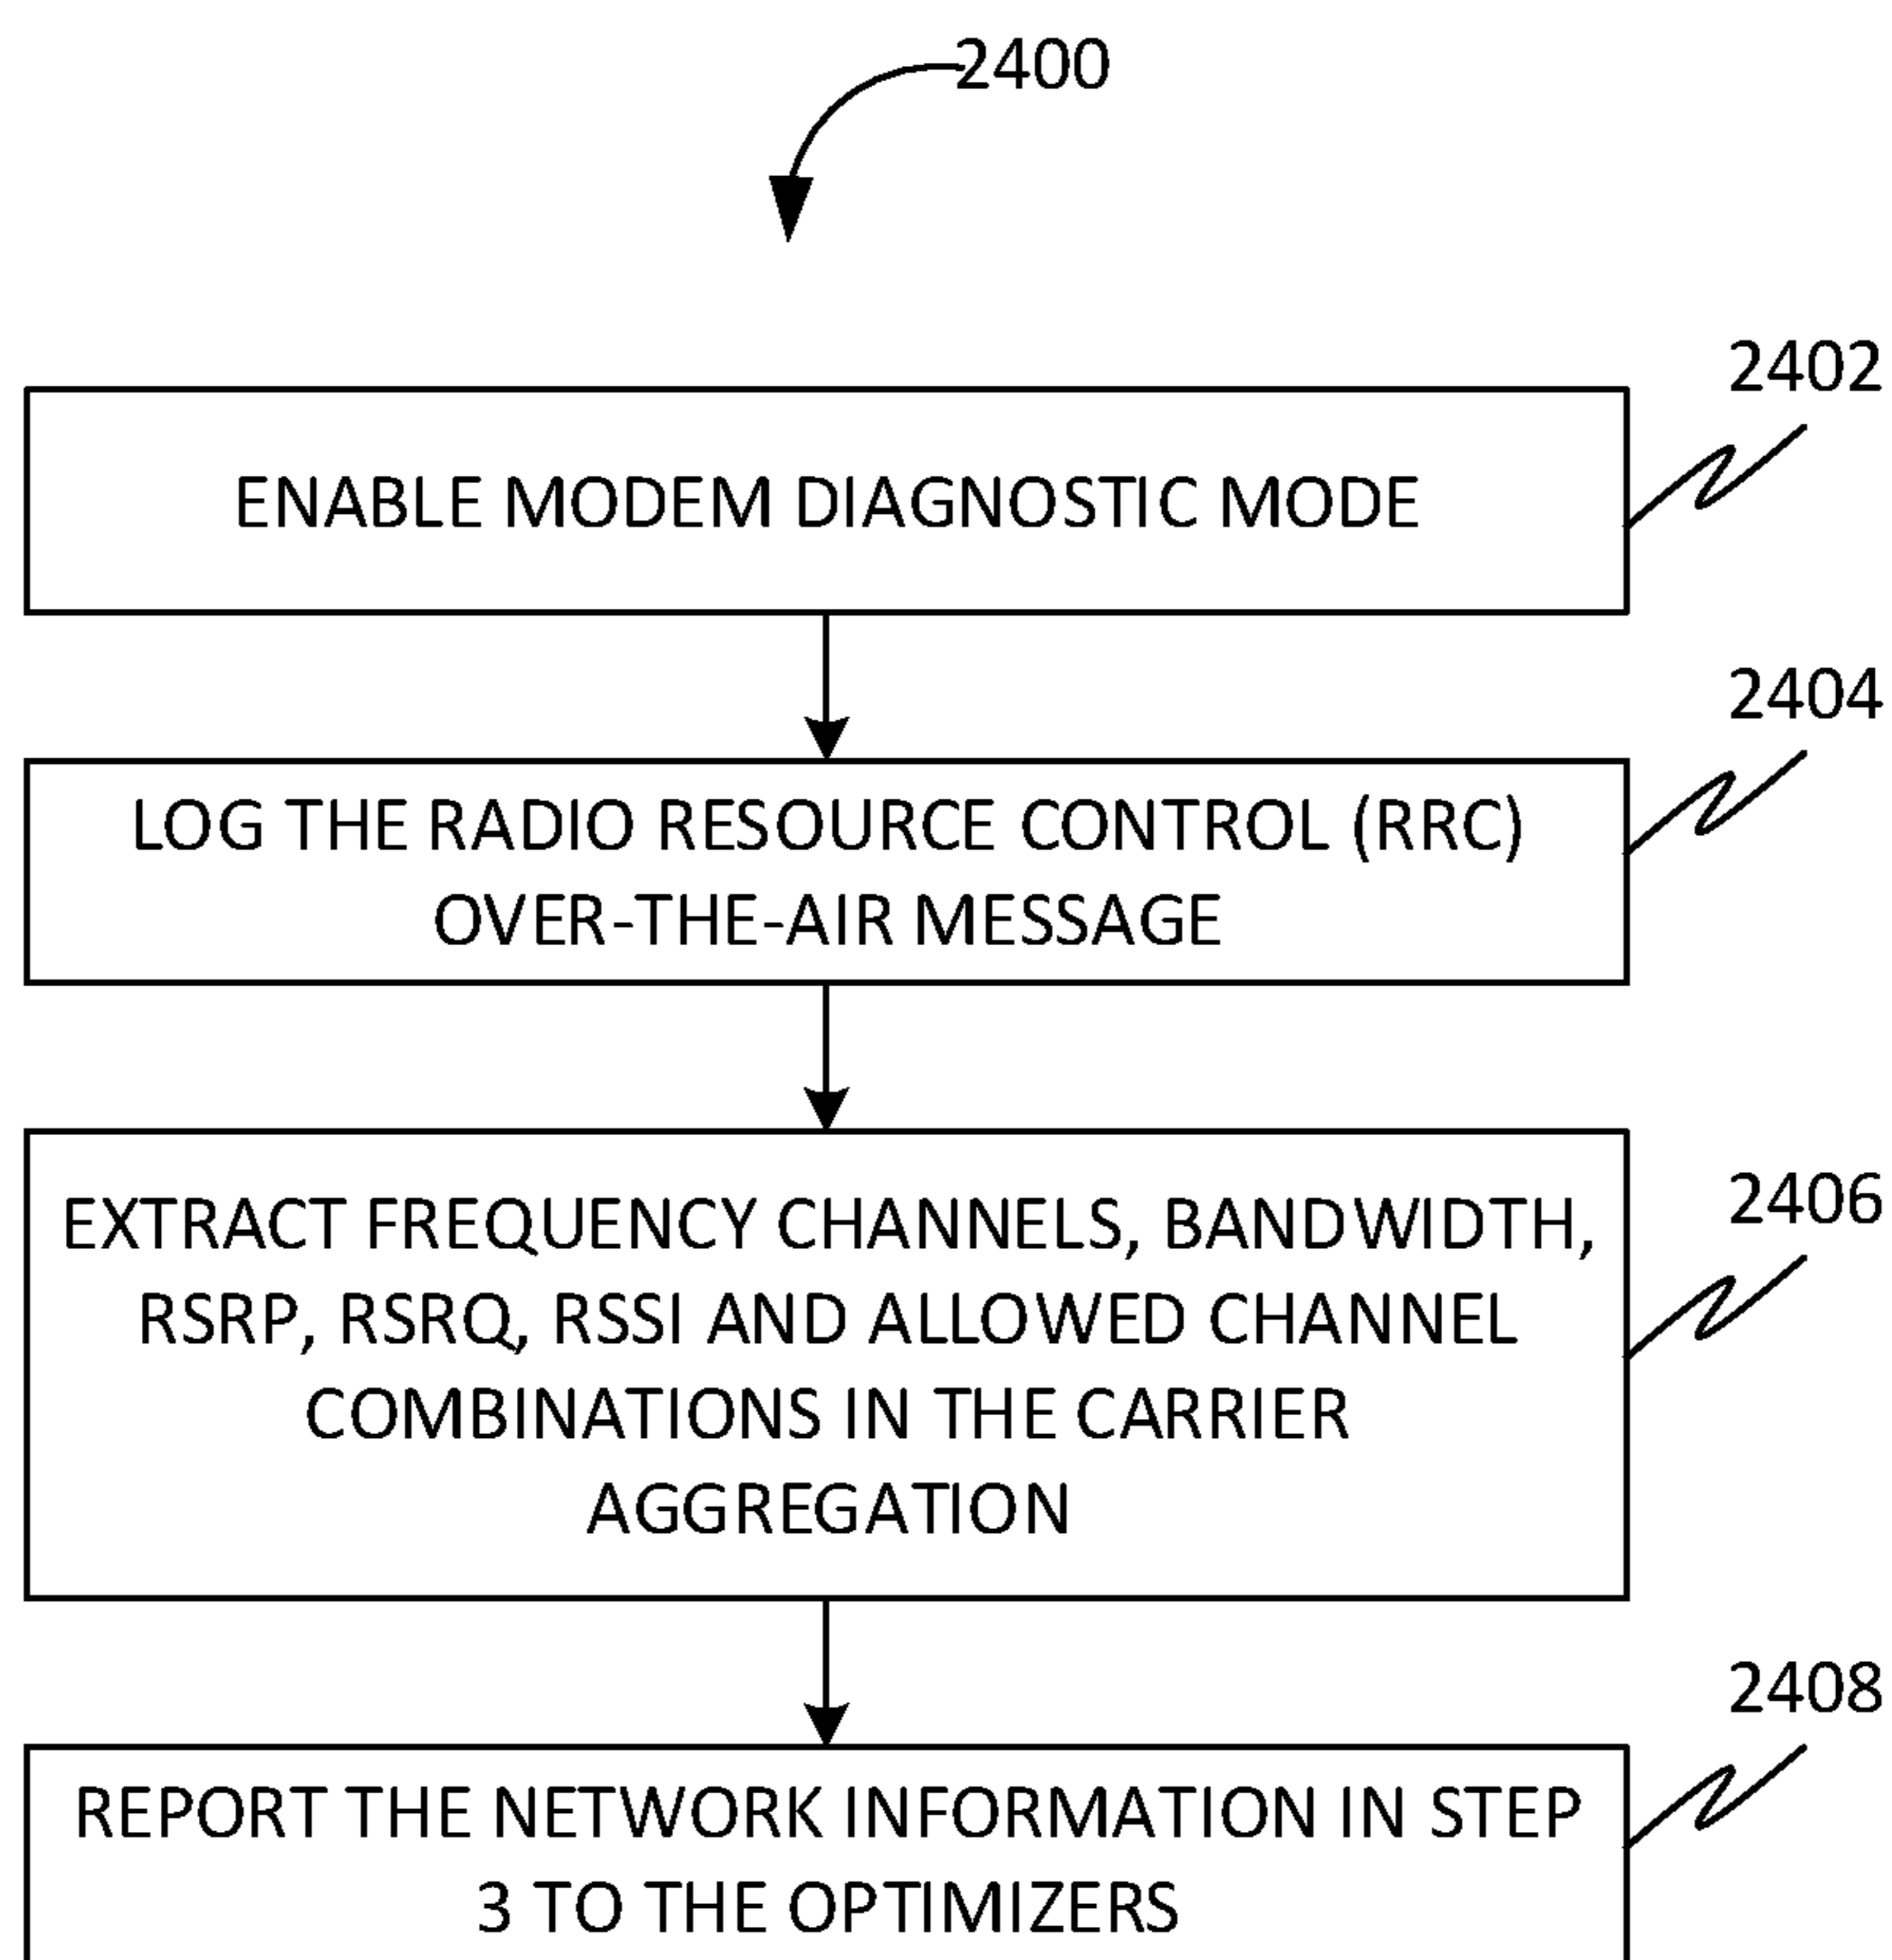 2400
2402
ENABLE MODEM DIAGNOSTIC MODE
2404
LOG THE RADIO RESOURCE CONTROL (RRC)
OVER-THE-AIR MESSAGE
2406
EXTRACT FREQUENCY CHANNELS, BANDWIDTH,
RSRP, RSRQ, RSSI AND ALLOWED CHANNEL
COMBINATIONS IN THE CARRIER
AGGREGATION
2408
REPORT THE NETWORK INFORMATION IN STEP
3 TO THE OPTIMIZERS